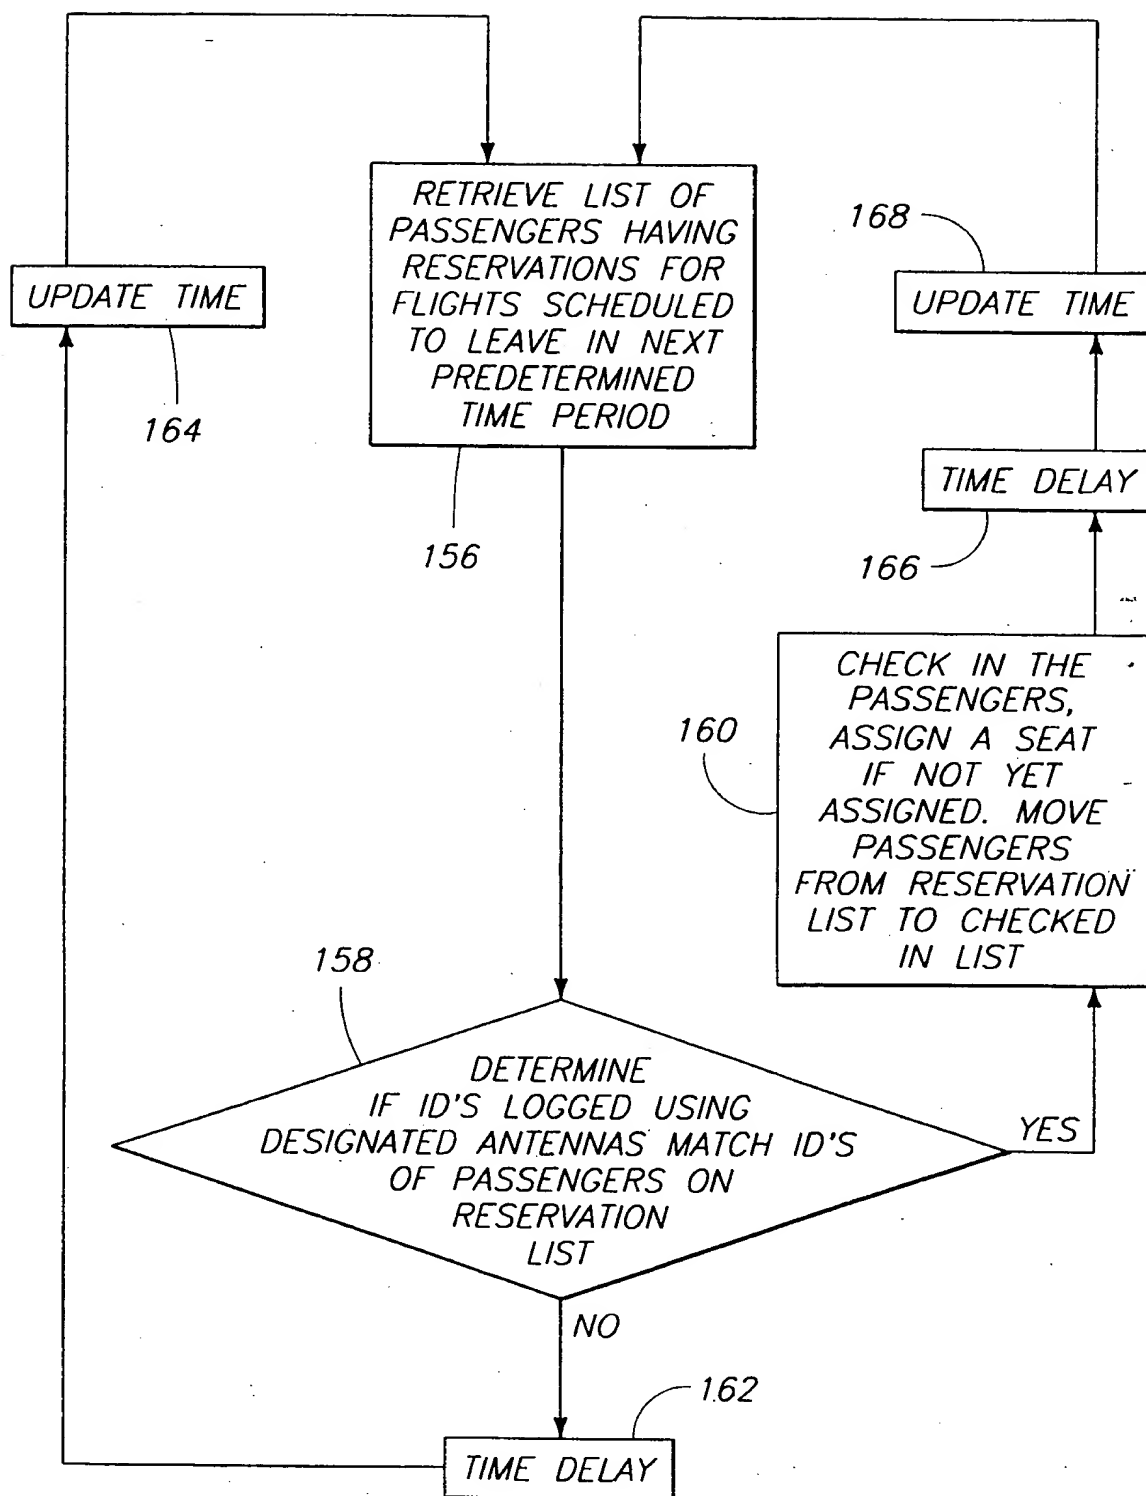 RETRIEVE LIST OF
PASSENGERS HAVING
RESERVATIONS FOR
FLIGHTS SCHEDULED
TO LEAVE IN NEXT
PREDETERMINED
TIME PERIOD
156
UPDATE TIME
164
168
UPDATE TIME
TIME DELAY
166
CHECK IN THE
PASSENGERS,
ASSIGN A SEAT
IF NOT YET
ASSIGNED. MOVE
PASSENGERS
FROM RESERVATION
LIST TO CHECKED
IN LIST
160
158
DETERMINE
IF ID'S LOGGED USING
DESIGNATED ANTENNAS MATCH ID'S
OF PASSENGERS ON
RESERVATION
LIST
YES
NO
162
TIME DELAY